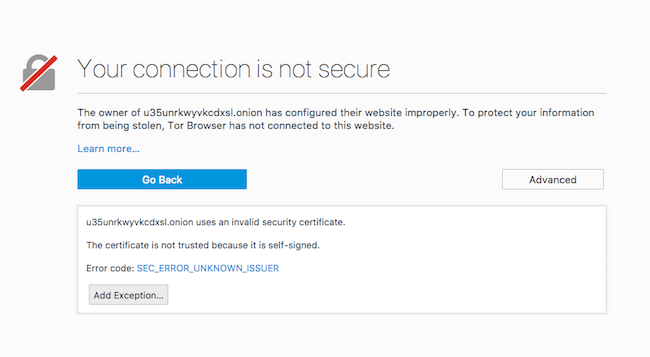 Your connection is not secure
The owner of u35unrkwyvkcdxsl.onion has configured their website improperly. To protect your information
from being stolen, Tor Browser has not connected to this website.
Learn more...
Go Back
Advanced
u35unrkwyvkcdxsl.onion uses an invalid security certificate.
The certificate is not trusted because it is self-signed.
Error code: SEC_ERROR_UNKNOWN_ISSUER
Add Exception...